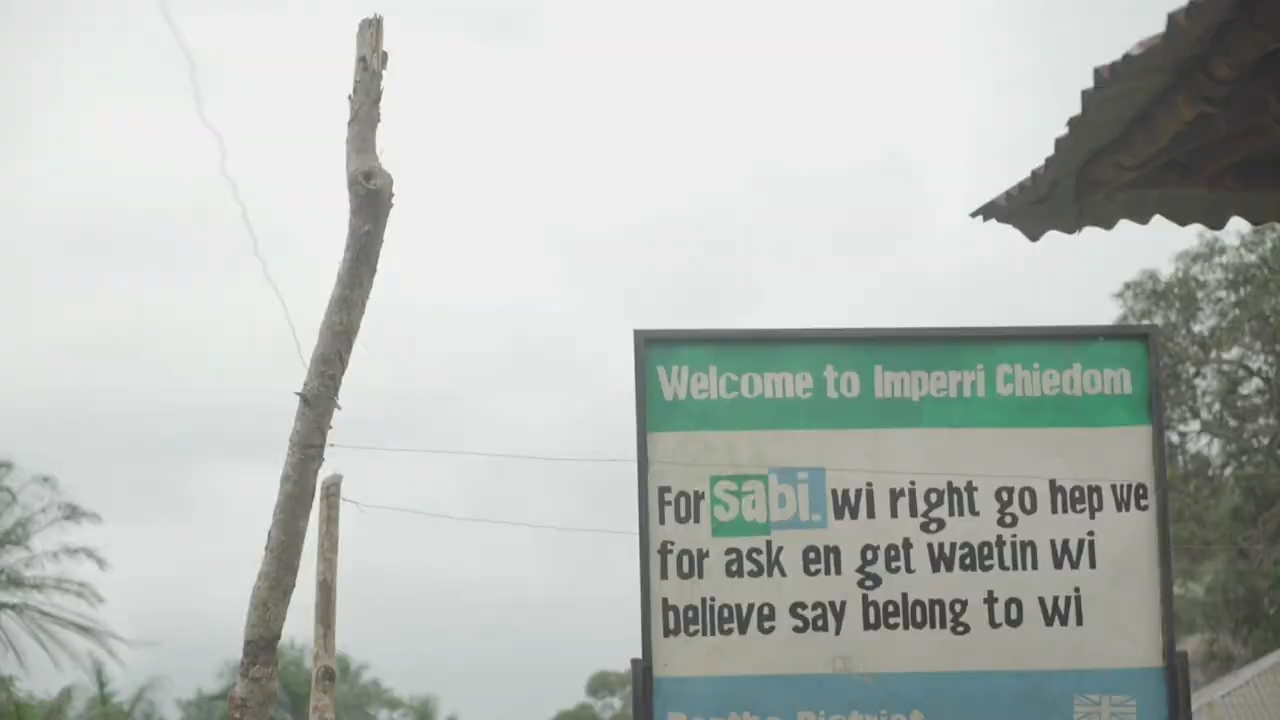 Welcome to Imperri Chiedom
For sabi. wi right go hep we
for ask en get waetin wi
believe say belong to wi
District